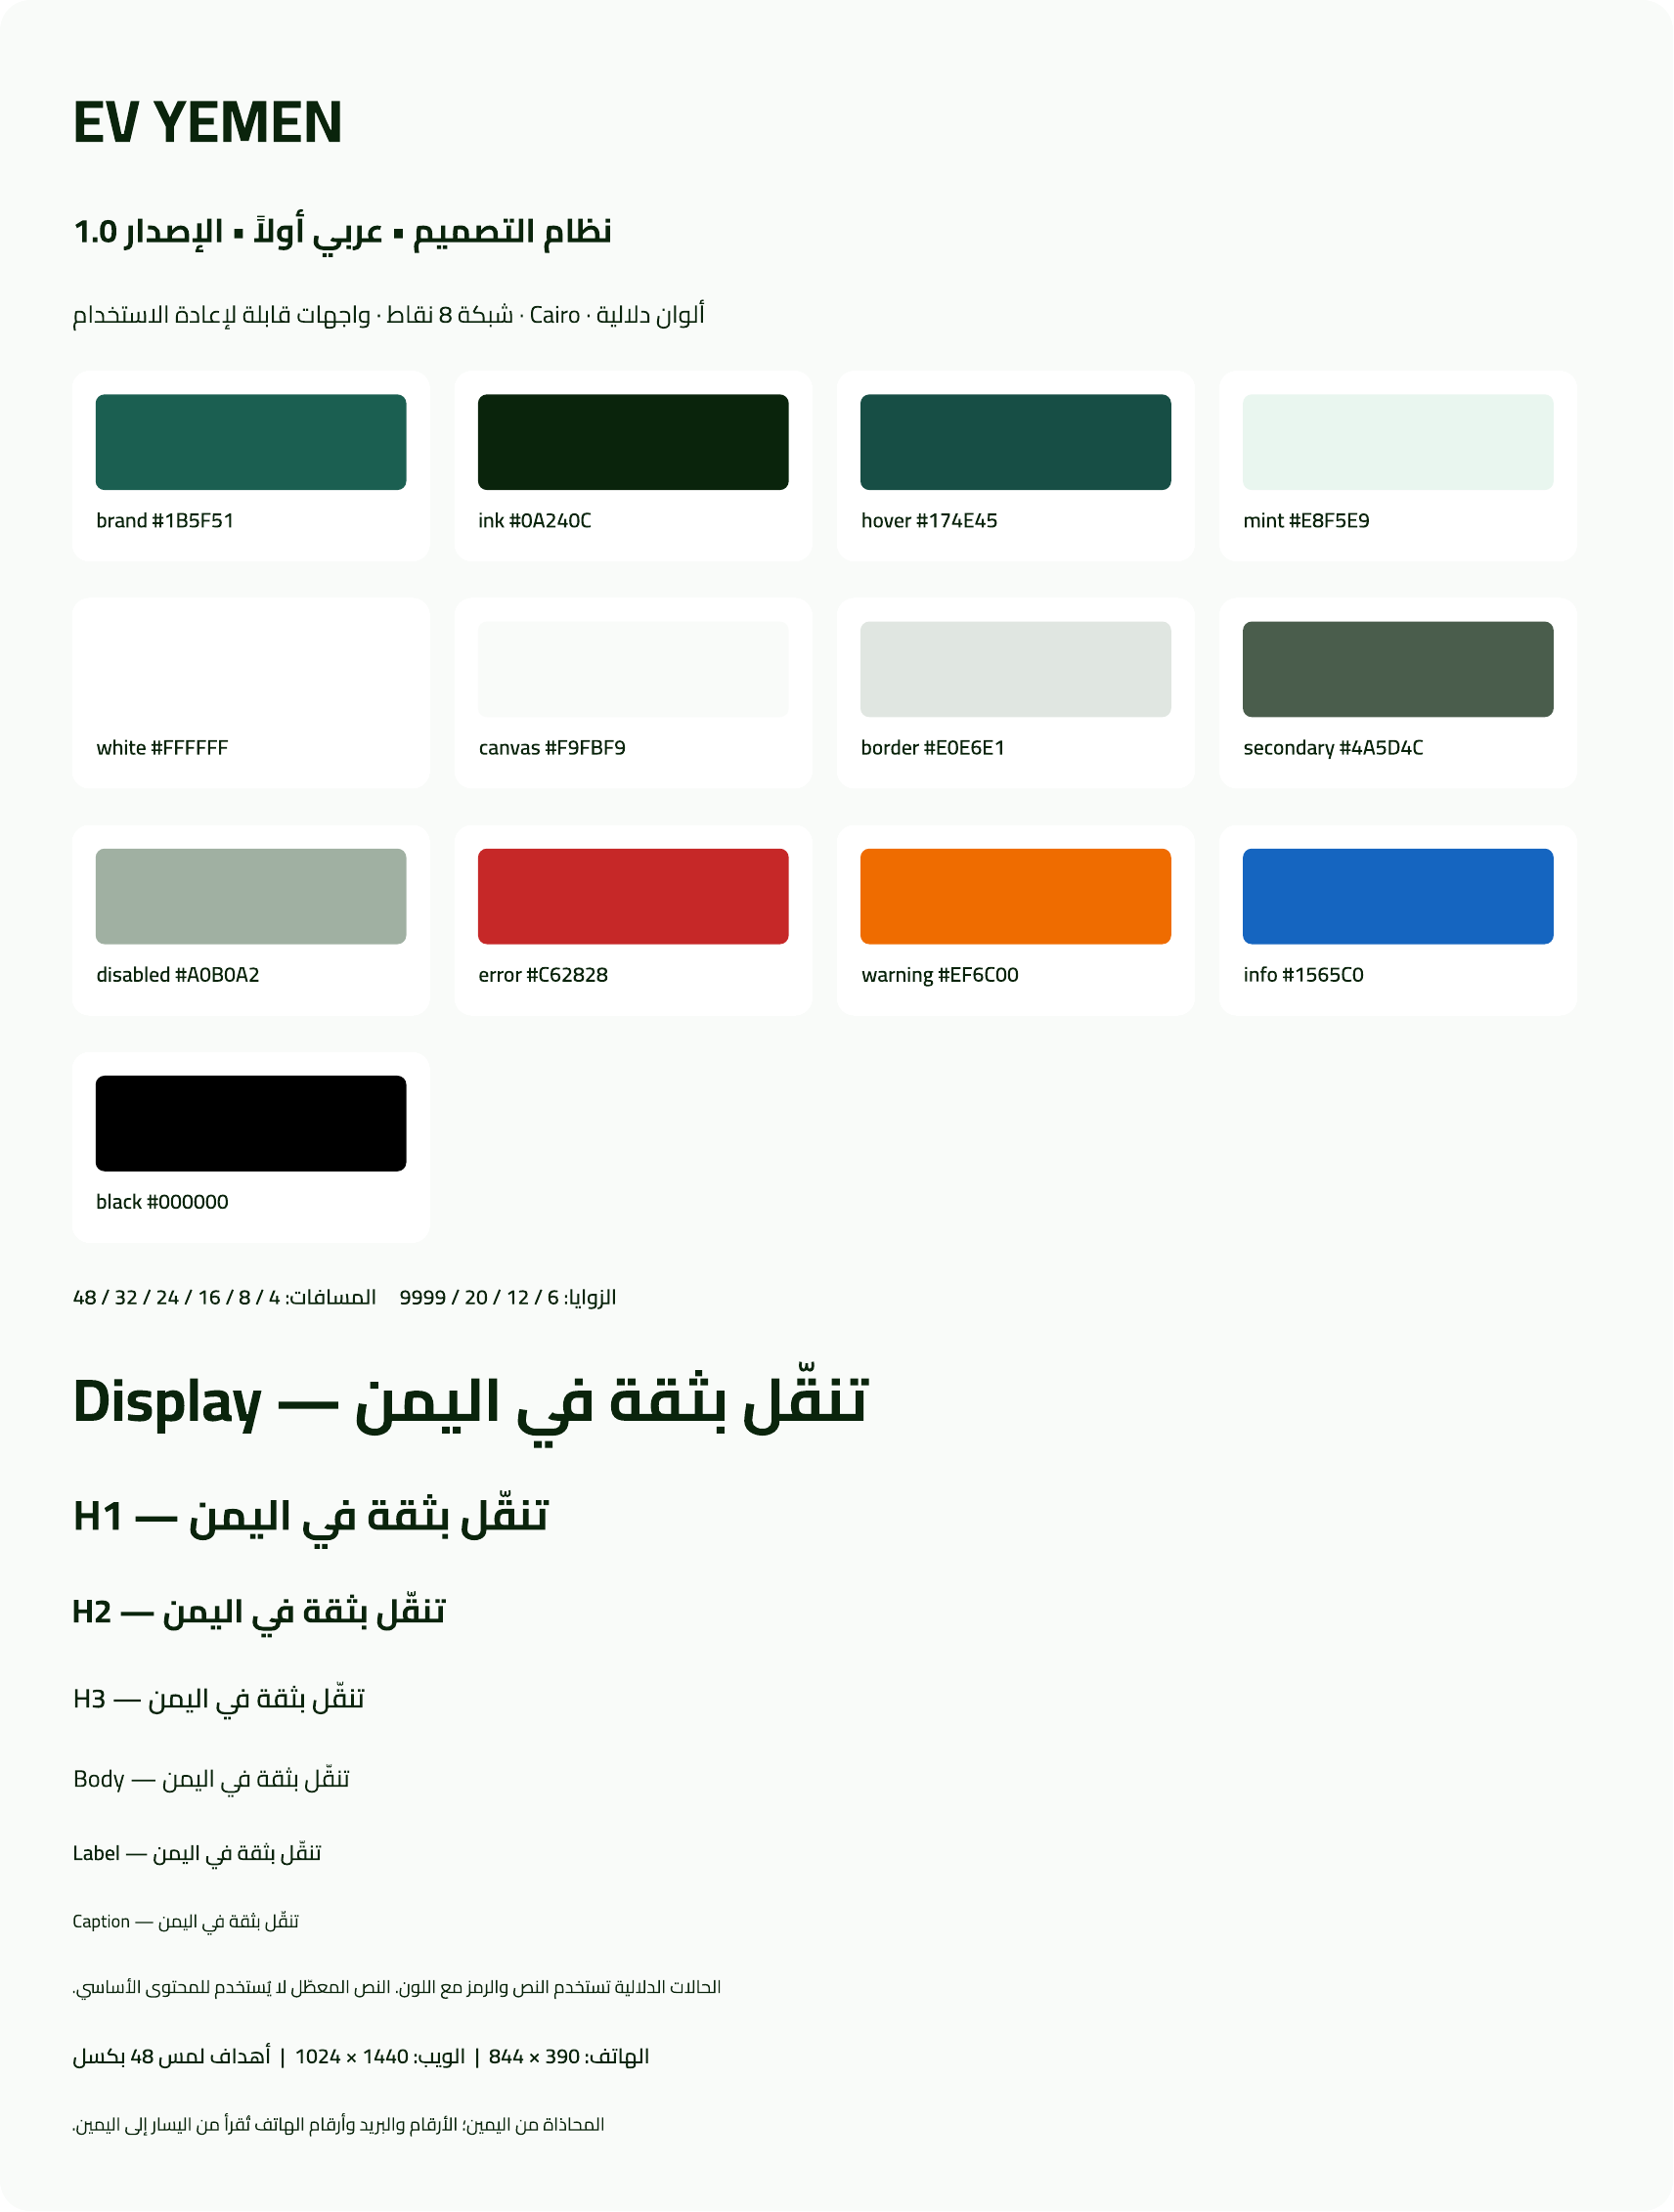 EV YEMEN
نظام التصميم • عربي أولاً • الإصدار 1.0
ألوان دلالية · Cairo · شبكة 8 نقاط · واجهات قابلة لإعادة الاستخدام
brand #1B5F51
ink #0A240C
hover #174E45
mint #E8F5E9
white #FFFFFF
canvas #F9FBF9
border #E0E6E1
secondary #4A5D4C
disabled #A0B0A2
error #C62828
warning #EF6C00
info #1565C0
black #000000
الزوايا: 6 / 12 / 20 / 9999    المسافات: 4 / 8 / 16 / 24 / 32 / 48
Display — تنقّل بثقة في اليمن
H1 — تنقّل بثقة في اليمن
H2 — تنقّل بثقة في اليمن
H3 — تنقّل بثقة في اليمن
Body — تنقّل بثقة في اليمن
Label — تنقّل بثقة في اليمن
Caption — تنقّل بثقة في اليمن
الحالات الدلالية تستخدم النص والرمز مع اللون. النص المعطّل لا يُستخدم للمحتوى الأساسي.
الهاتف: 390 × 844 | الويب: 1440 × 1024 | أهداف لمس 48 بكسل
المحاذاة من اليمين؛ الأرقام والبريد وأرقام الهاتف تُقرأ من اليسار إلى اليمين.